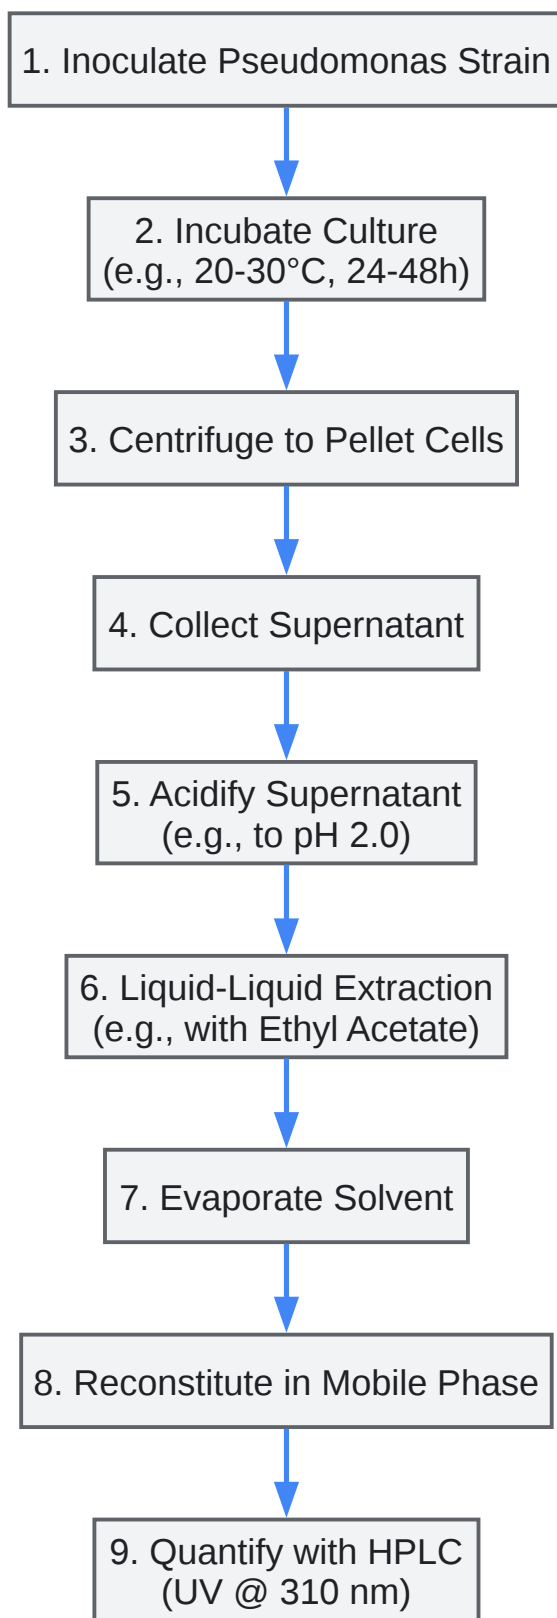 1. Inoculate Pseudomonas Strain
2. Incubate Culture
(e.g., 20-30°C, 24-48h)
3. Centrifuge to Pellet Cells
4. Collect Supernatant
5. Acidify Supernatant
(e.g., to pH 2.0)
6. Liquid-Liquid Extraction
(e.g., with Ethyl Acetate)
7. Evaporate Solvent
8. Reconstitute in Mobile Phase
9. Quantify with HPLC
(UV @ 310 nm)